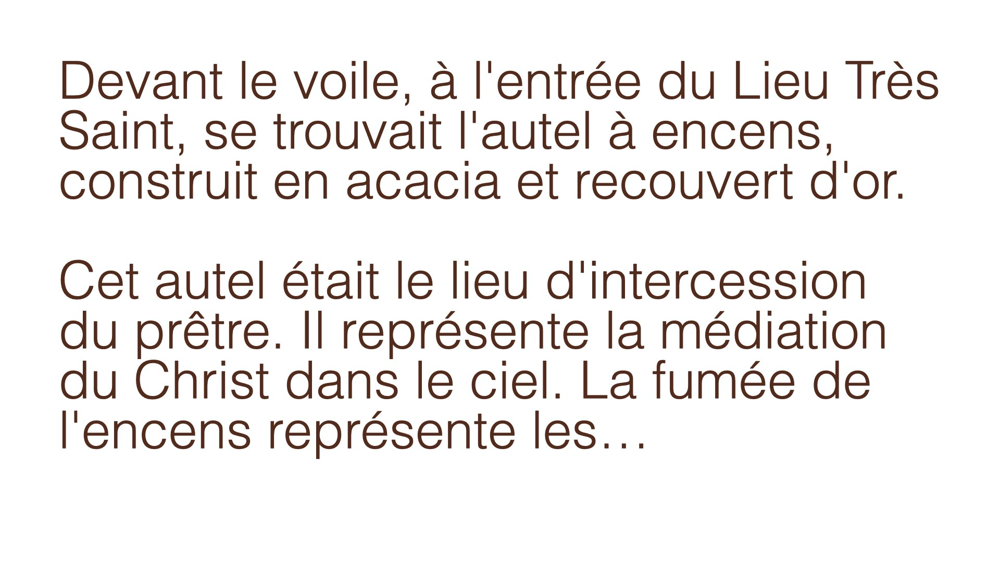 Devant le voile, à l'entrée du Lieu Très
Saint, se trouvait l'autel à encens,
construit en acacia et recouvert d'or.
Cet autel était le lieu d'intercession
du prêtre. Il représente la médiation
du Christ dans le ciel. La fumée de
l'encens représente les…